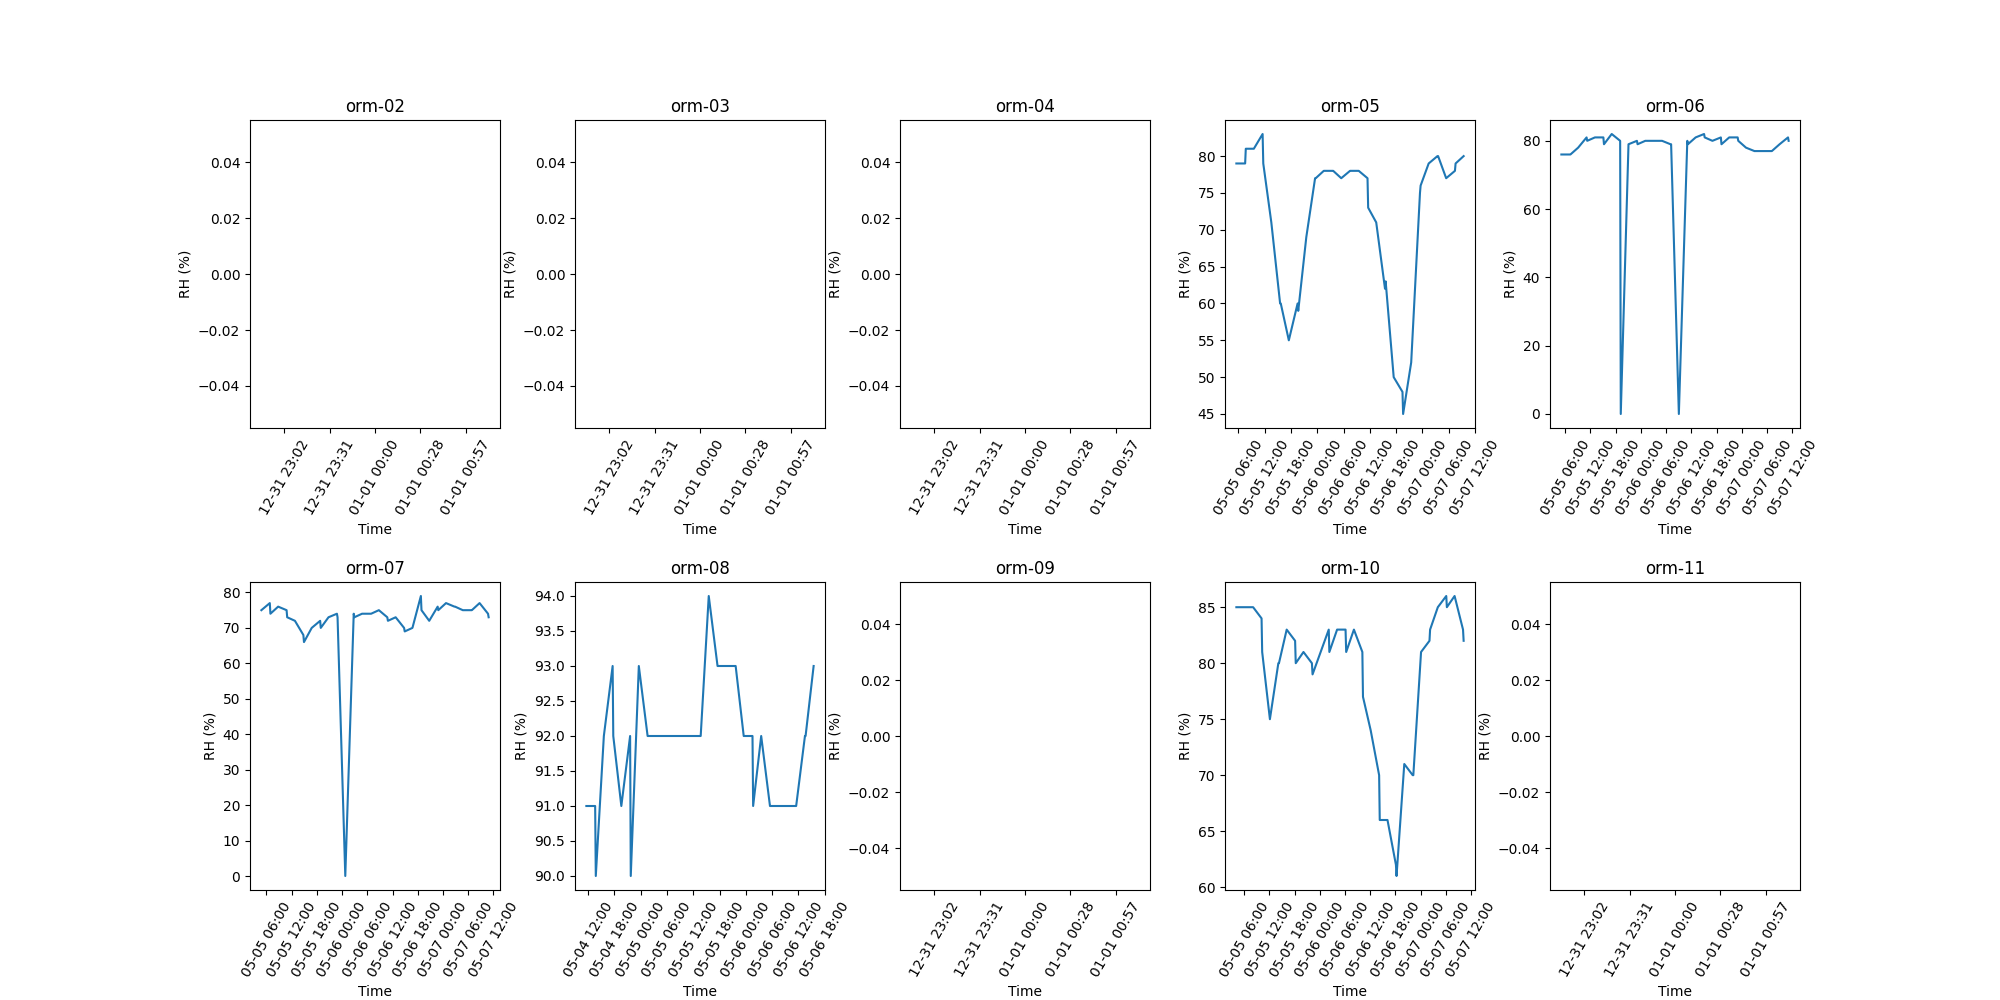 orm-02 orm-03 orm-04 orm-05 orm-06
RH (%) RH (%) RH (%) RH (%) RH (%)
0.04 0.02 0.00 −0.02 −0.04
12-31 23:02 12-31 23:31 01-01 00:00 01-01 00:28 01-01 00:57
Time
0.04 0.02 0.00 −0.02 −0.04
12-31 23:02 12-31 23:31 01-01 00:00 01-01 00:28 01-01 00:57
Time
0.04 0.02 0.00 −0.02 −0.04
12-31 23:02 12-31 23:31 01-01 00:00 01-01 00:28 01-01 00:57
Time
80 75 70 65 60 55 50 45
05-05 06:00 05-05 12:00 05-05 18:00 05-06 00:00 05-06 06:00 05-06 12:00 05-06 18:00 05-07 00:00 05-07 06:00 05-07 12:00
Time
80 60 40 20 0
05-05 06:00 05-05 12:00 05-05 18:00 05-06 00:00 05-06 06:00 05-06 12:00 05-06 18:00 05-07 00:00 05-07 06:00 05-07 12:00
Time
orm-07 orm-08 orm-09 orm-10 orm-11
RH (%) RH (%) RH (%) RH (%) RH (%)
80 70 60 50 40 30 20 10 0
05-05 06:00 05-05 12:00 05-05 18:00 05-06 00:00 05-06 06:00 05-06 12:00 05-06 18:00 05-07 00:00 05-07 06:00 05-07 12:00
Time
94.0 93.5 93.0 92.5 92.0 91.5 91.0 90.5 90.0
05-04 12:00 05-04 18:00 05-05 00:00 05-05 06:00 05-05 12:00 05-05 18:00 05-06 00:00 05-06 06:00 05-06 12:00 05-06 18:00
Time
0.04 0.02 0.00 −0.02 −0.04
12-31 23:02 12-31 23:31 01-01 00:00 01-01 00:28 01-01 00:57
Time
85 80 75 70 65 60
05-05 06:00 05-05 12:00 05-05 18:00 05-06 00:00 05-06 06:00 05-06 12:00 05-06 18:00 05-07 00:00 05-07 06:00 05-07 12:00
Time
0.04 0.02 0.00 −0.02 −0.04
12-31 23:02 12-31 23:31 01-01 00:00 01-01 00:28 01-01 00:57
Time